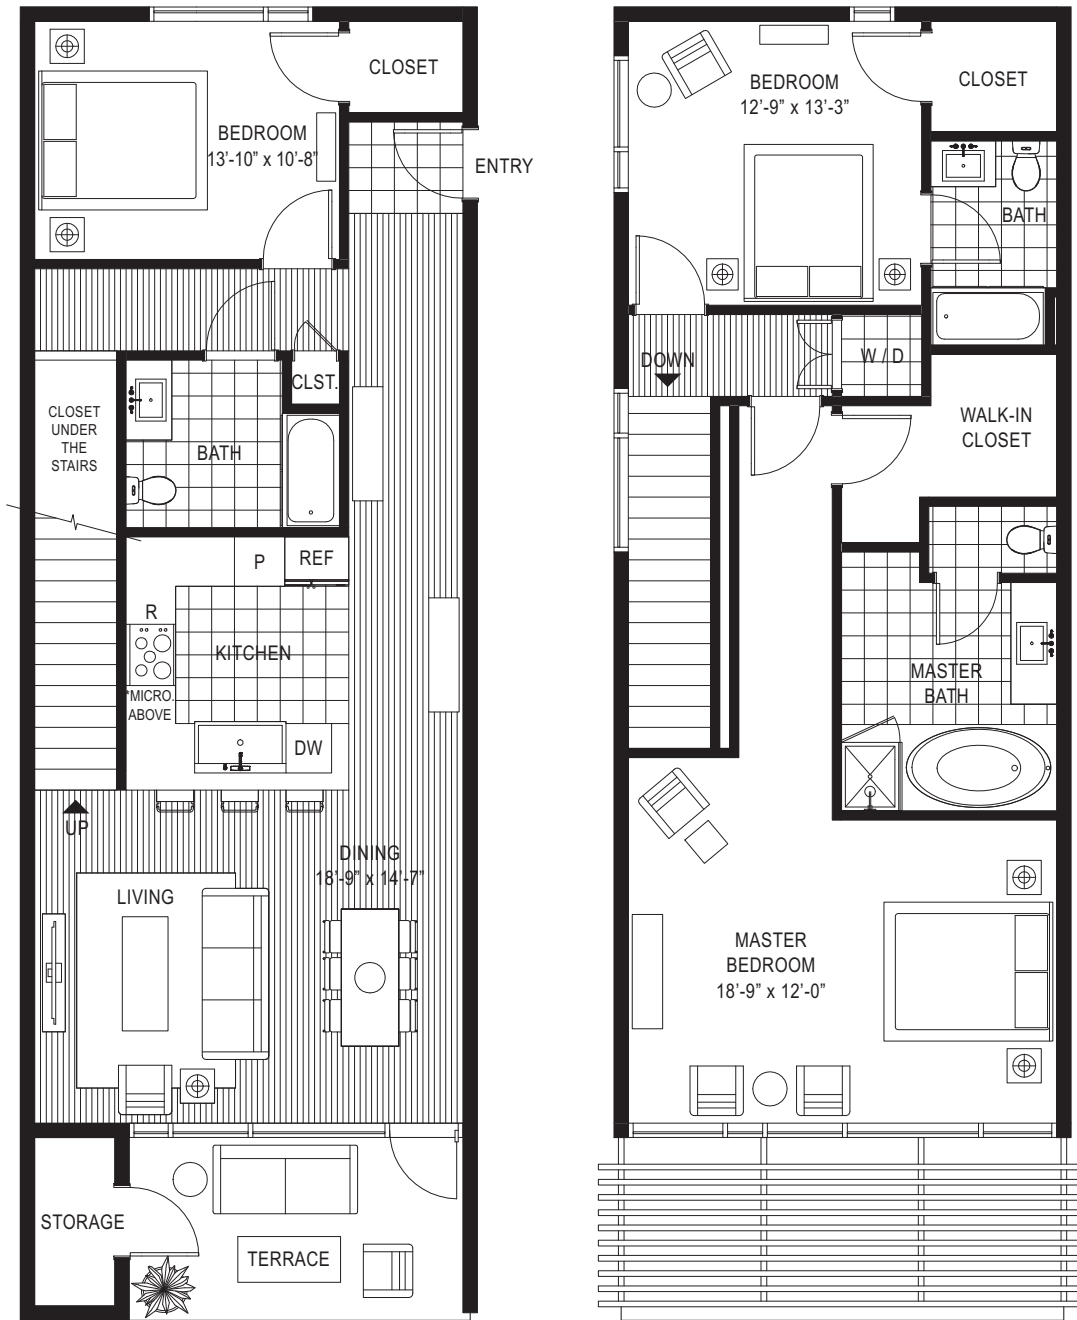 CLOSET
BEDROOM
13'-10" x 10'-8"
ENTRY
CLST.
CLOSET
UNDER
THE
STAIRS
BATH
P
REF
R
KITCHEN
*MICRO.
ABOVE
DW
UP
DINING
18'-9" x 14'-7"
LIVING
STORAGE
TERRACE
BEDROOM
12'-9" x 13'-3"
CLOSET
BATH
DOWN
W / D
WALK-IN
CLOSET
MASTER
BATH
MASTER
BEDROOM
18'-9" x 12'-0"